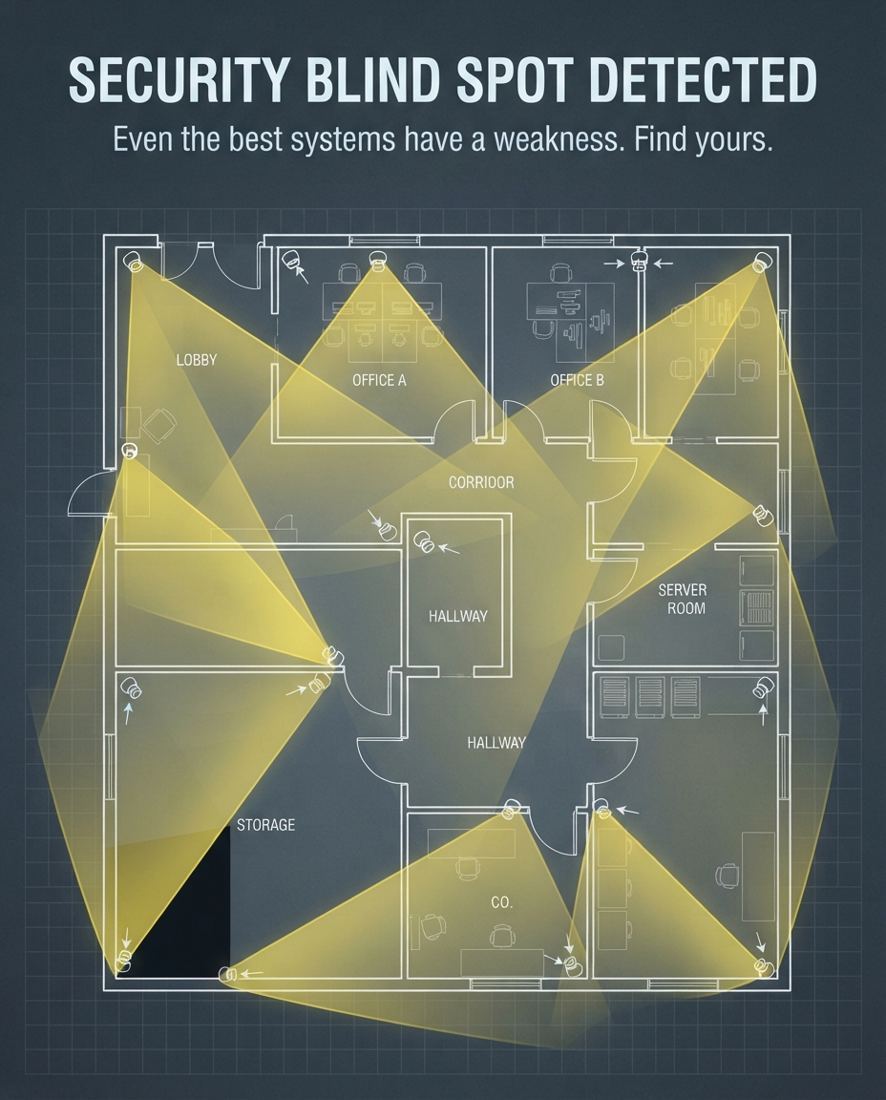 SECURITY BLIND SPOT DETECTED
Even the best systems have a weakness. Find yours.
LOBBY
OFFICE A
OFFICE B
CORRIOOR
SERVER
ROOM
HALLWAY
HALLWAY
STORAGE
CO.